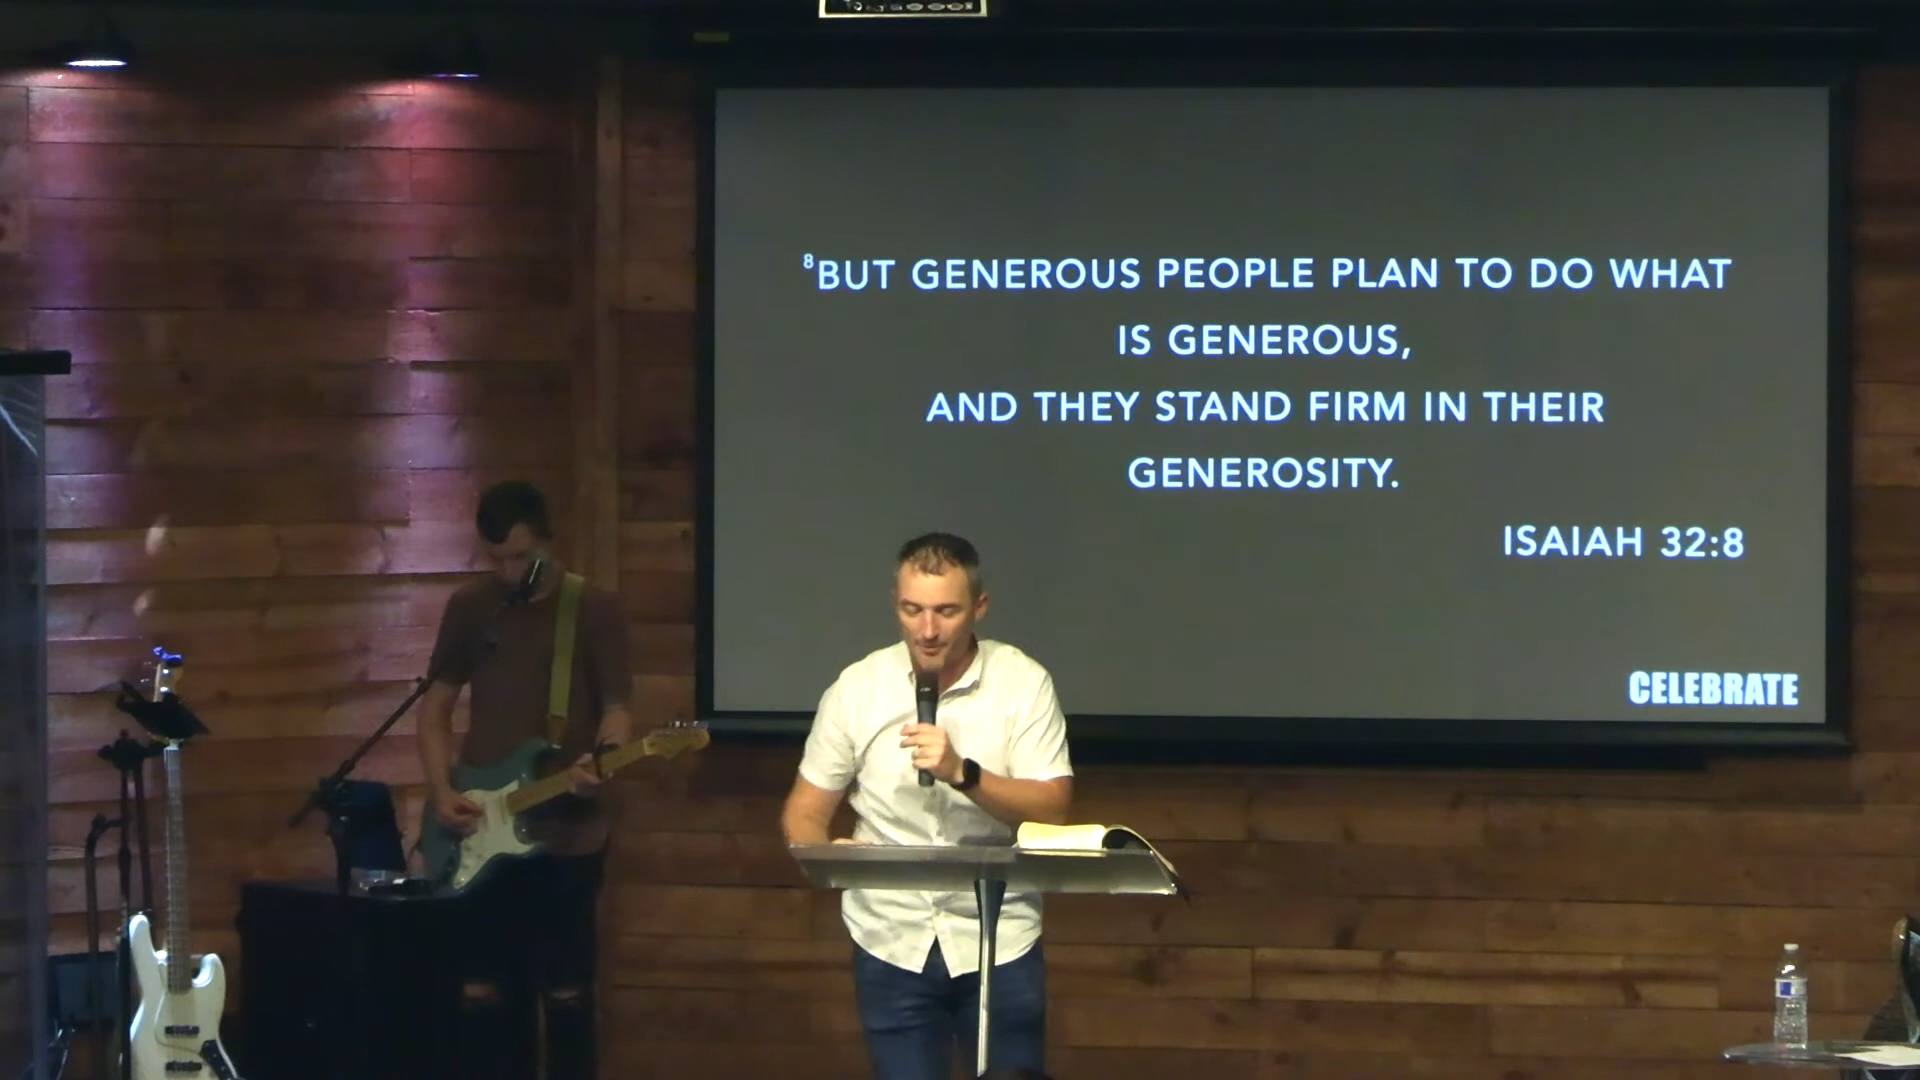 ⁸BUT GENEROUS PEOPLE PLAN TO DO WHAT
IS GENEROUS,
AND THEY STAND FIRM IN THEIR
GENEROSITY.
ISAIAH 32:8
CELEBRATE